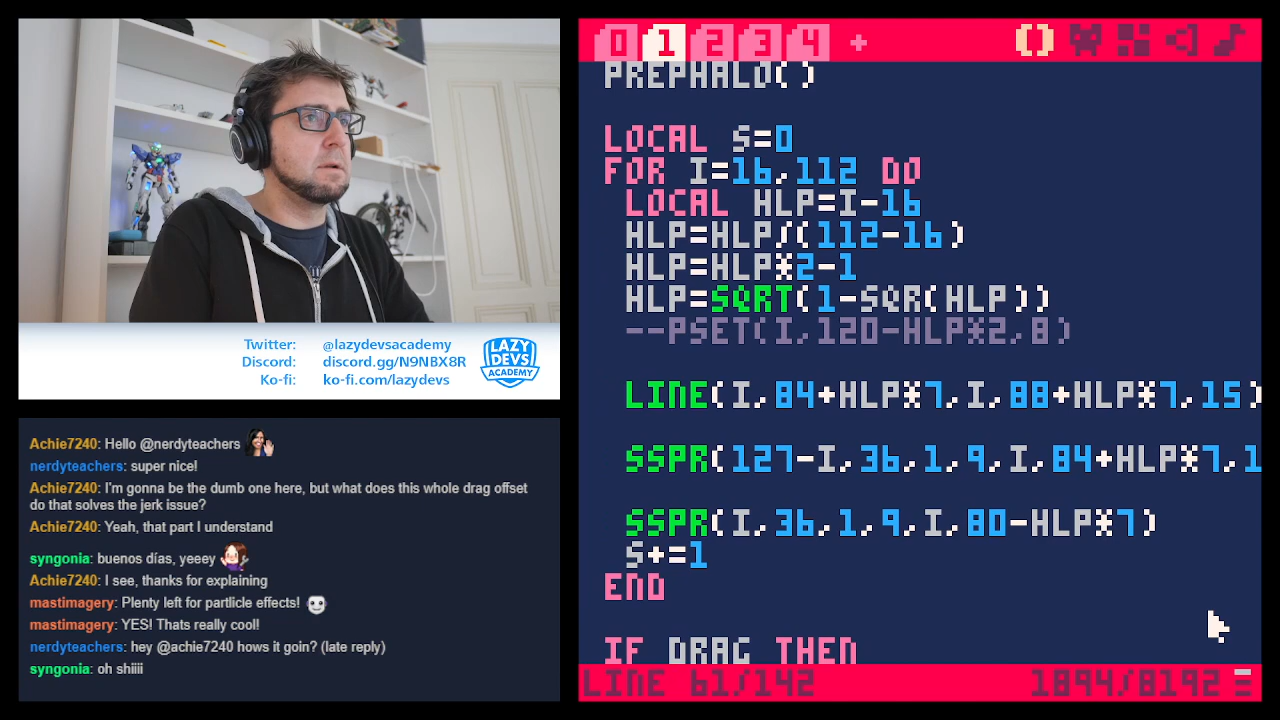 Twitter: @lazydevsacademy
Discord: discord.gg/N9NBX8R
Ko-fi: ko-fi.com/lazydevs
LAZY
DEVS
ACADEMY
Achie7240: Hello @nerdyteachers
nerdyteachers: super nice!
Achie7240: I'm gonna be the dumb one here, but what does this whole drag offset
do that solves the jerk issue?
Achie7240: Yeah, that part I understand
syngonia: buenos días, yeeey
Achie7240: I see, thanks for explaining
mastimagery: Plenty left for partlicle effects!
mastimagery: YES! Thats really cool!
nerdyteachers: hey @achie7240 hows it goin? (late reply)
syngonia: oh shiiii
0 1 2 3 4 +
PREPHALO()
LOCAL S=0
FOR I=16,112 DO
LOCAL HLP=I-16
HLP=HLP/(112-16)
HLP=HLP*2-1
HLP=SQRT(1-SQR(HLP))
--PSET(I,120-HLP*2,8)
LINE(I,84+HLP*7,I,88+HLP*7,15)
SSPR(127-I,36,1,9,I,84+HLP*7,1
SSPR(I,36,1,9,I,80-HLP*7)
S+=1
END
IF DRAG THEN
LINE 61/142
1894/8192